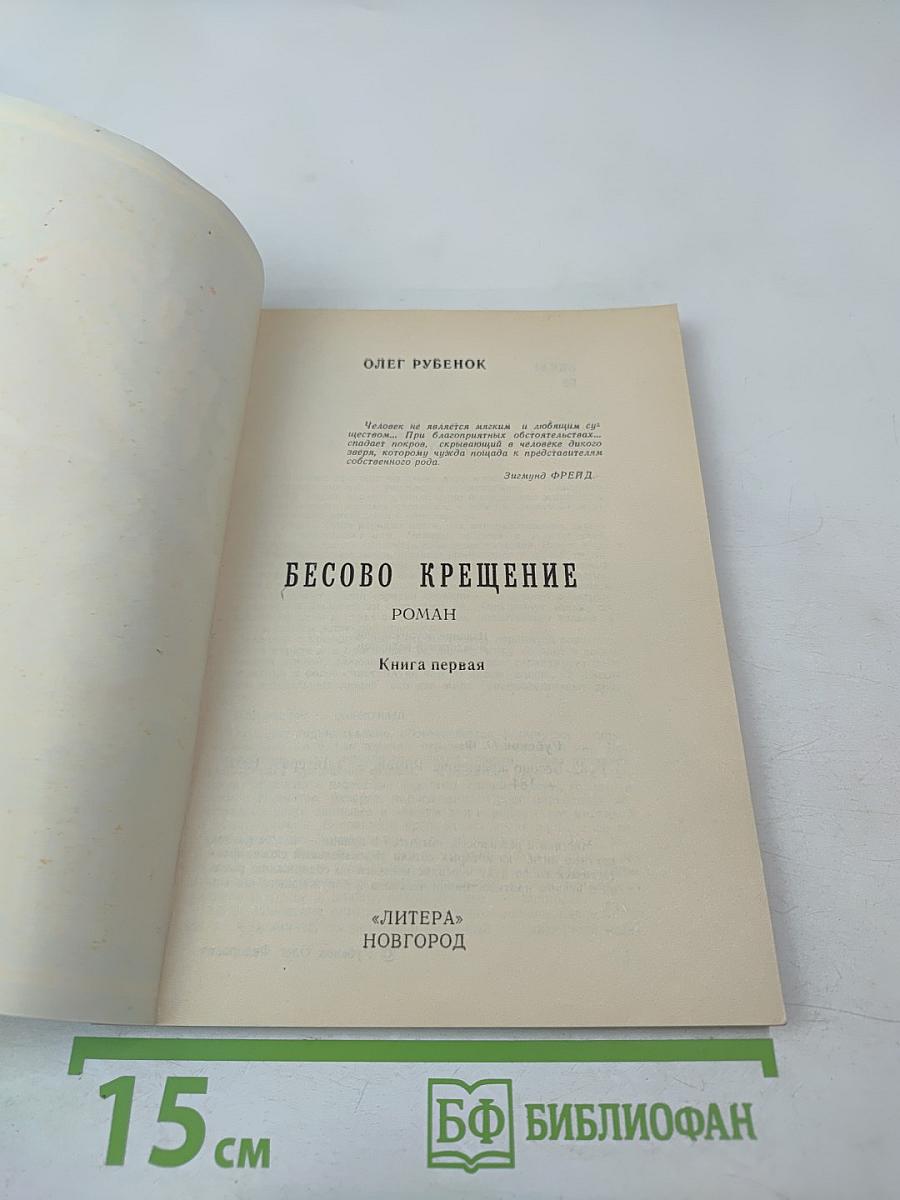 ОЛЕГ РУБЕНОК
Человек не является мягким и любящим су-
ществом... При благоприятных обстоятельствах...
спадает покров, скрывающий в человеке дикого
зверя, которому чужда пощада к представителям
собственного рода.
Зигмунд ФРЕЙД.
БЕСОВО КРЕЩЕНИЕ
РОМАН
Книга первая
«ЛИТЕРА»
НОВГОРОД
15 см
БФ БИБЛИОФАН